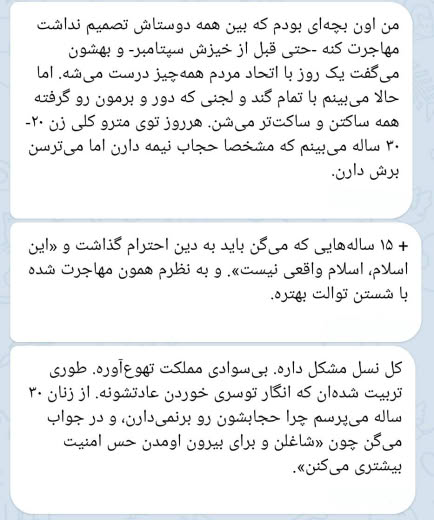 من اون بچه‌ای بودم که بین همه دوستاش تصمیم نداشت
مهاجرت کنه -حتی قبل از خیزش سپتامبر- و بهشون
می‌گفت یک روز با اتحاد مردم همه‌چیز درست می‌شه. اما
حالا می‌بینم با تمام گند و لجنی که دور و برمون رو گرفته
همه ساکتن و ساکت‌تر می‌شن. هرروز توی مترو کلی زن ۲۰-
۳۰ ساله می‌بینم که مشخصا حجاب نیمه دارن اما می‌ترسن
برش دارن.
+ ۱۵ ساله‌هایی که می‌گن باید به دین احترام گذاشت و «این
اسلام، اسلام واقعی نیست». و به نظرم همون مهاجرت شده
با شستن توالت بهتره.
کل نسل مشکل داره. بی‌سوادی مملکت تهوع‌آوره. طوری
تربیت شده‌ان که انگار توسری خوردن عادتشونه. از زنان ۳۰
ساله می‌پرسم چرا حجابشون رو برنمی‌دارن، و در جواب
می‌گن چون «شاغلن و برای بیرون اومدن حس امنیت
بیشتری می‌کنن».